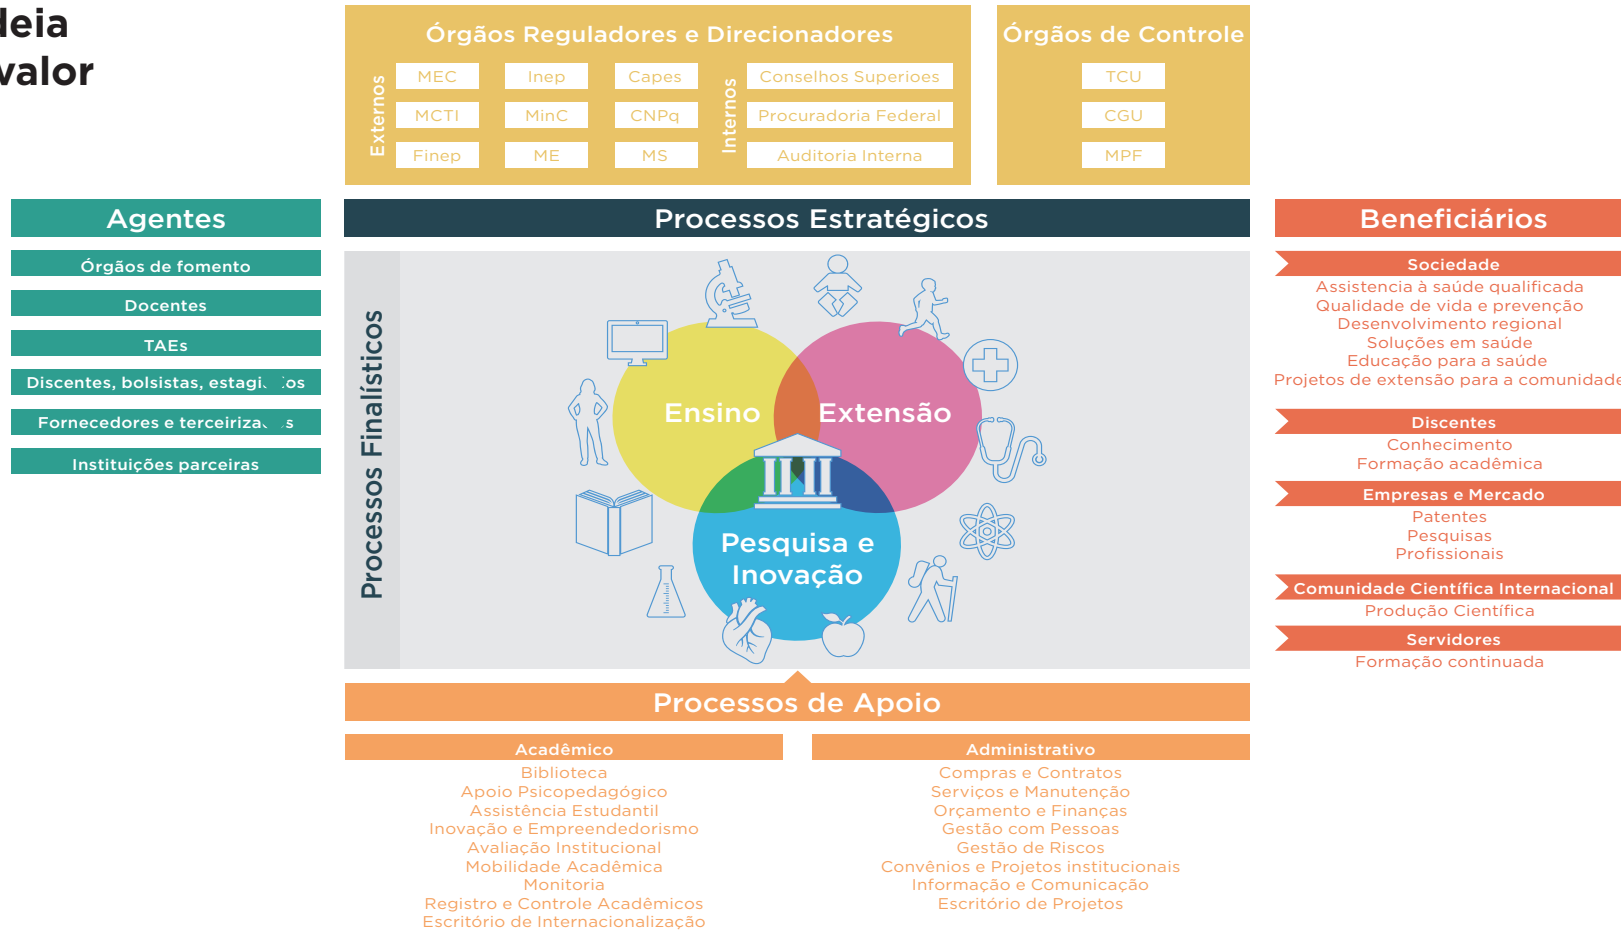 deia
valor
Órgãos Reguladores e Direcionadores
Externos
MEC
Inep
Capes
MCTI
MinC
CNPq
Finep
ME
MS
Internos
Conselhos Superioes
Procuradoria Federal
Auditoria Interna
Órgãos de Controle
TCU
CGU
MPF
Agentes
Órgãos de fomento
Docentes
TAEs
Discentes, bolsistas,
Fornecedores e
Instituições parceiras
Processos Estratégicos
Processos Finalísticos
Ensino
Extensão
Pesquisa e
Inovação
Processos de Apoio
Acadêmico
Biblioteca
Apoio Psicopedagógico
Assistência Estudantil
Inovação e Empreendedorismo
Avaliação Institucional
Mobilidade Acadêmica
Monitoria
Registro e Controle Acadêmicos
Escritório de Internacionalização
Administrativo
Compras e Contratos
Serviços e Manutenção
Orçamento e Finanças
Gestão com Pessoas
Gestão de Riscos
Convênios e Projetos institucionais
Informação e Comunicação
Escritório de Projetos
Beneficiários
Sociedade
Assistencia à saúde qualificada
Qualidade de vida e prevenção
Desenvolvimento regional
Soluções em saúde
Educação para a saúde
Projetos de extensão para a comunidade
Discentes
Conhecimento
Formação acadêmica
Empresas e Mercado
Patentes
Pesquisas
Profissionais
Comunidade Científica Internacional
Produção Científica
Servidores
Formação continuada